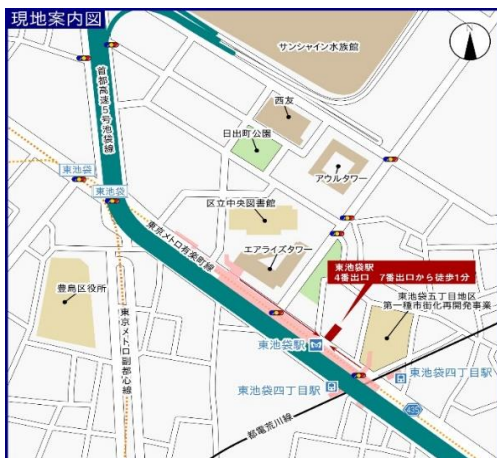 現地案内図
サンシャイン水族館
首都高速5号池袋線
西友
日出町公園
アウルタワー
東池袋
東池袋
区立中央図書館
東京メトロ有楽町線
エアライズタワー
東池袋駅
4番出口 7番出口から徒歩1分
豊島区役所
東池袋五丁目地区
第一種市街化再開発事業
東京メトロ副都心線
東池袋駅
東池袋四丁目駅
東池袋四丁目駅
435
都電荒川線